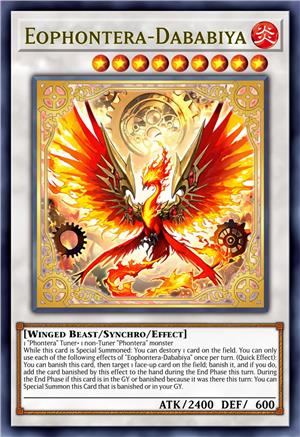 Eophontera-Dababiya
炎
[Winged Beast/Synchro/Effect]
1 "Phontera" Tuner+ 1 non-Tuner "Phontera" monster
While this card is Special Summoned: You can destroy 1 card on the field. You can only
use each of the following effects of "Eophontera-Dababiya" once per turn. (Quick Effect):
You can banish this card, then target 1 face-up card on the field; banish it, and if you do,
add the card banished by this effect to the hand during the End Phase this turn. During
the End Phase if this card is in the GY or banished because it was there this turn: You can
Special Summon this Card that is banished or in your GY.
ATK/2400 DEF/ 600